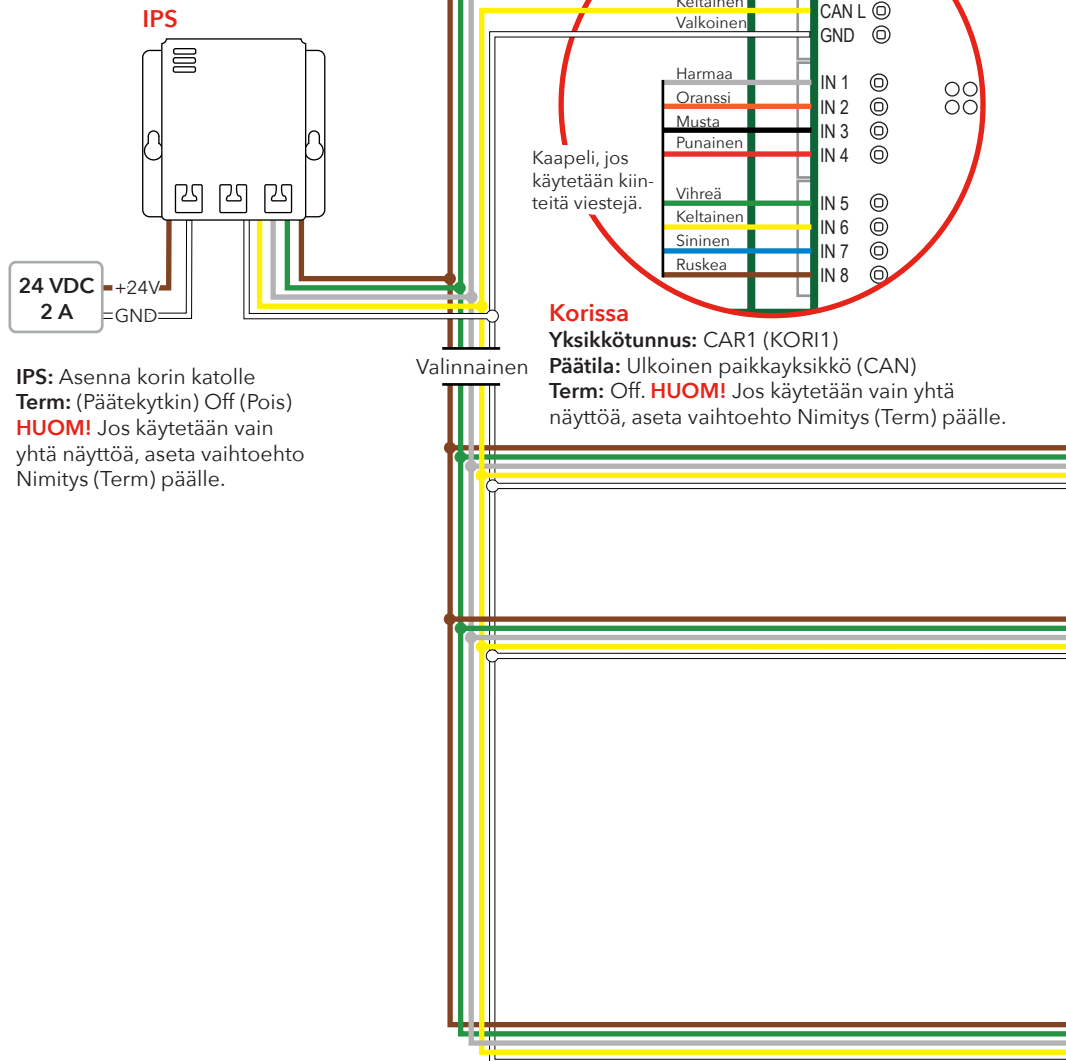 IPS
24 VDC
2 A
+24V
GND
IPS: Asenna korin katolle
Term: (Päätekytkin) Off (Pois)
HUOM! Jos käytetään vain
yhtä näyttöä, aseta vaihtoehto
Nimitys (Term) päälle.
Valinnainen
Keltainen
CAN L
Valkoinen
GND
Harmaa
IN 1
Oranssi
IN 2
Musta
IN 3
Punainen
IN 4
Kaapeli, jos
käytetään kiin-
teitä viestejä.
Vihreä
IN 5
Keltainen
IN 6
Sininen
IN 7
Ruskea
IN 8
Korissa
Yksikkötunnus: CAR1 (KORI1)
Päätila: Ulkoinen paikkayksikkö (CAN)
Term: Off. HUOM! Jos käytetään vain yhtä
näyttöä, aseta vaihtoehto Nimitys (Term) päälle.